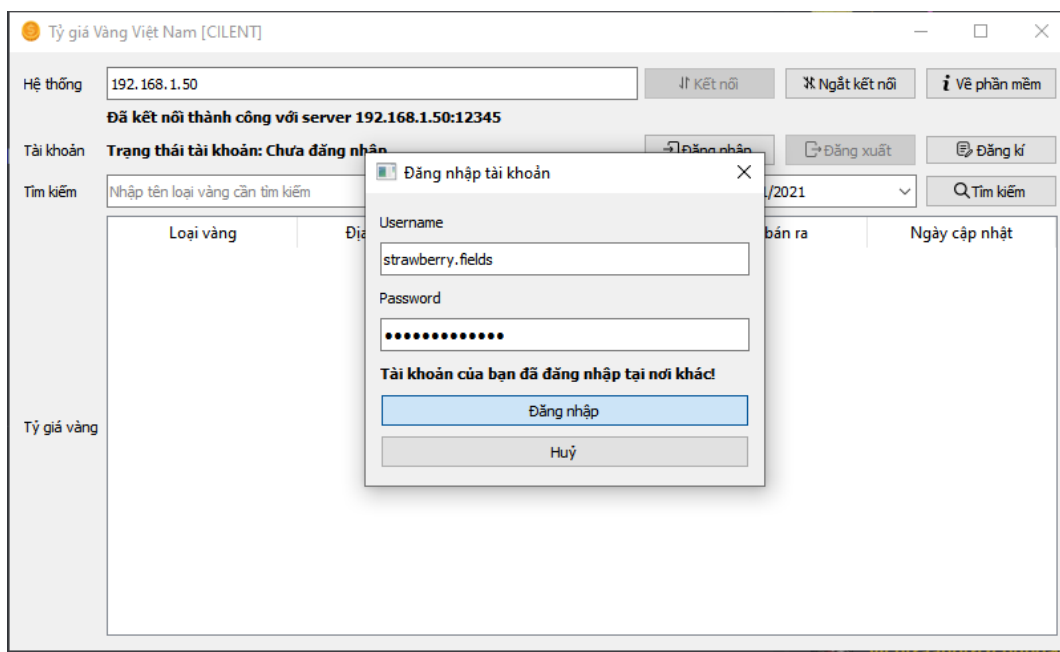 Tỷ giá Vàng Việt Nam [CILENT]
Hệ thống 192.168.1.50 Kết nối Ngắt kết nối Về phần mềm
Đã kết nối thành công với server 192.168.1.50:12345
Tài khoản Trạng thái tài khoản: Chưa đăng nhập Đăng nhập Đăng xuất Đăng kí
Tìm kiếm Nhập tên loại vàng cần tìm kiếm /2021 Tìm kiếm
Loại vàng bán ra Ngày cập nhật
Tỷ giá vàng
Đăng nhập tài khoản
Username
strawberry.fields
Password
•••••••••••••
Tài khoản của bạn đã đăng nhập tại nơi khác!
Đăng nhập
Huỷ